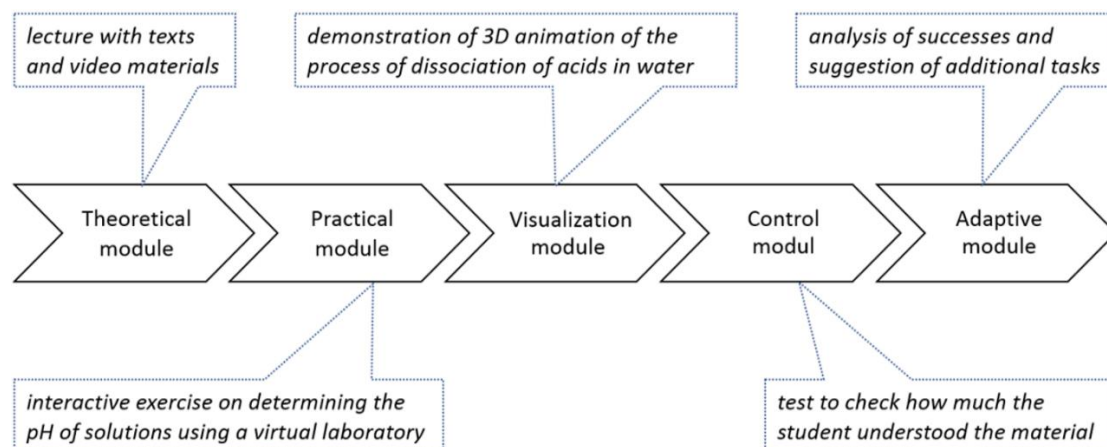 lecture with texts
and video materials
demonstration of 3D animation of the
process of dissociation of acids in water
analysis of successes and
suggestion of additional tasks
Theoretical
module
Practical
module
Visualization
module
Control
modul
Adaptive
module
interactive exercise on determining the
pH of solutions using a virtual laboratory
test to check how much the
student understood the material